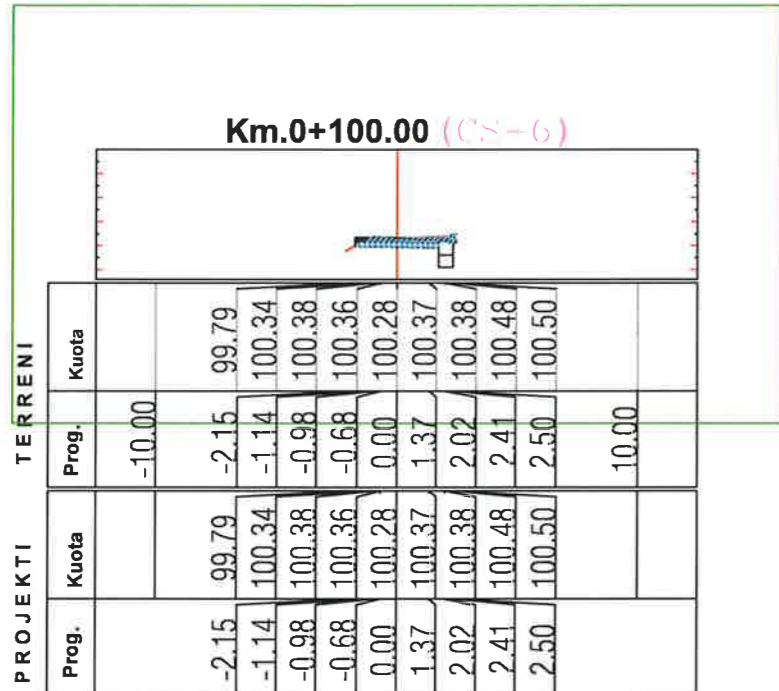 Km.0+100.00 (CS-6)
TERRENI
Kuota 99.79 100.34 100.38 100.36 100.28 100.37 100.38 100.48 100.50
Prog. -10.00 -2.15 -1.14 -0.98 -0.68 0.00 1.37 2.02 2.41 2.50 10.00
PROJEKTI
Kuota 99.79 100.34 100.38 100.36 100.28 100.37 100.38 100.48 100.50
Prog. -2.15 -1.14 -0.98 -0.68 0.00 1.37 2.02 2.41 2.50